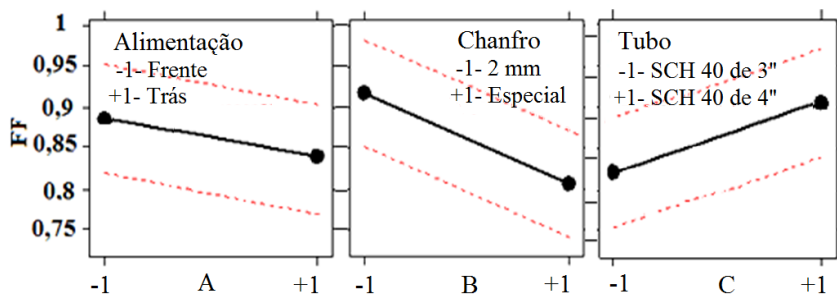 FF
1
0,95
0,9
0,85
0,8
0,75
Alimentação
-1- Frente
+1- Trás
-1 A +1
Chanfro
-1- 2 mm
+1- Especial
-1 B +1
Tubo
-1- SCH 40 de 3"
+1- SCH 40 de 4"
-1 C +1